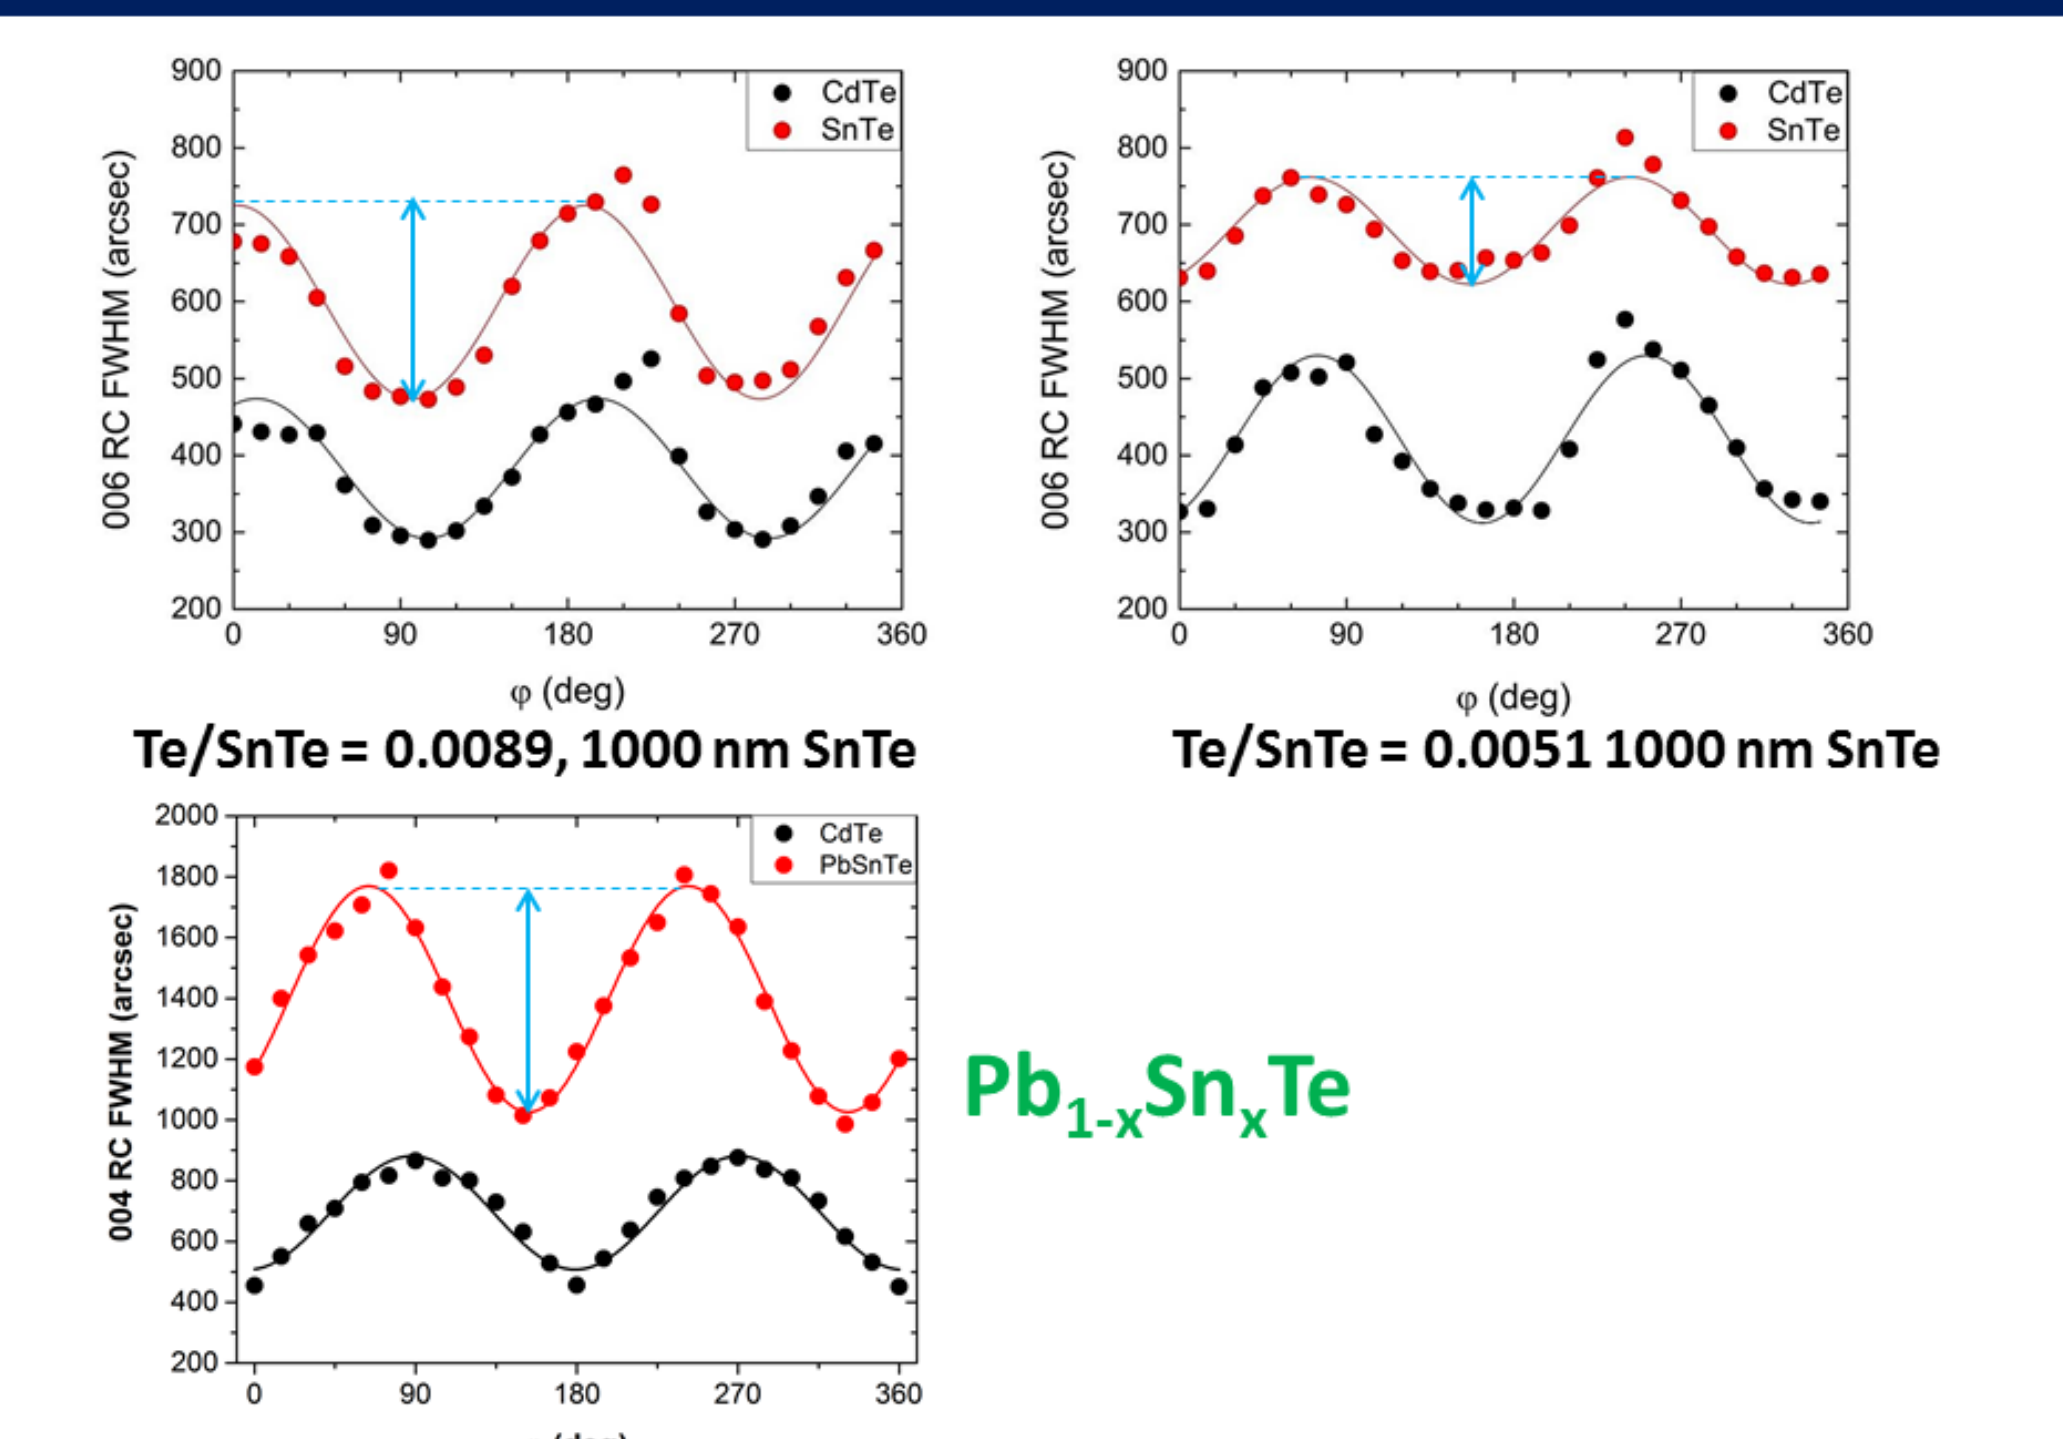 900
800
700
600
500
400
300
200
006 RC FWHM (arcsec)
CdTe
SnTe
0 90 180 270 360
φ (deg)
Te/SnTe = 0.0089, 1000 nm SnTe
900
800
700
600
500
400
300
200
006 RC FWHM (arcsec)
CdTe
SnTe
0 90 180 270 360
φ (deg)
Te/SnTe = 0.0051 1000 nm SnTe
2000
1800
1600
1400
1200
1000
800
600
400
200
004 RC FWHM (arcsec)
CdTe
PbSnTe
0 90 180 270 360
(deg)
Pb1-xSnxTe